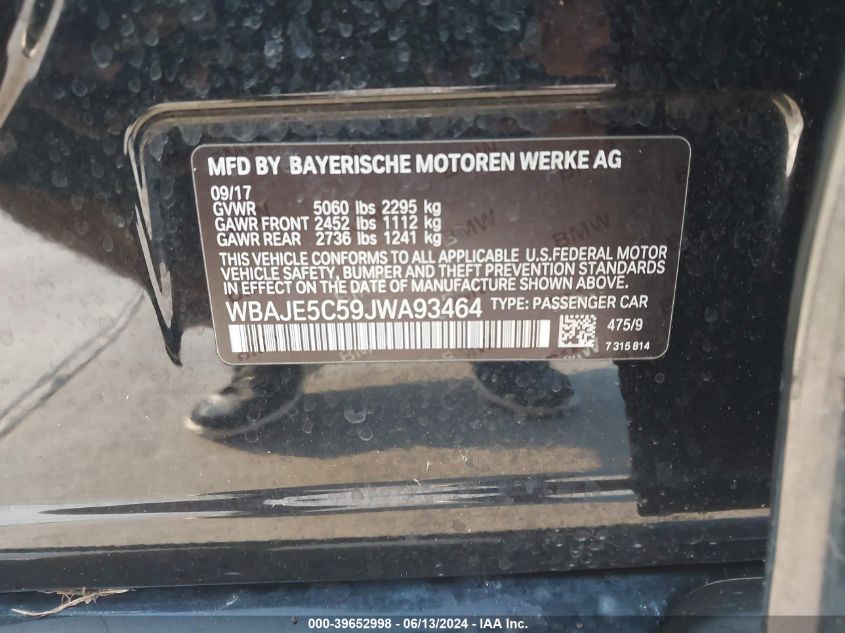 MFD BY BAYERISCHE MOTOREN WERKE AG
09/17
GVWR 5060 lbs 2295 kg
GAWR FRONT 2452 lbs 1112 kg
GAWR REAR 2736 lbs 1241 kg
THIS VEHICLE CONFORMS TO ALL APPLICABLE U.S.FEDERAL MOTOR
VEHICLE SAFETY, BUMPER AND THEFT PREVENTION STANDARDS
IN EFFECT ON THE DATE OF MANUFACTURE SHOWN ABOVE.
WBAJE5C59JWA93464 TYPE: PASSENGER CAR
475/9
7 315 814
BMW
000-39652998 - 06/13/2024 - IAA Inc.